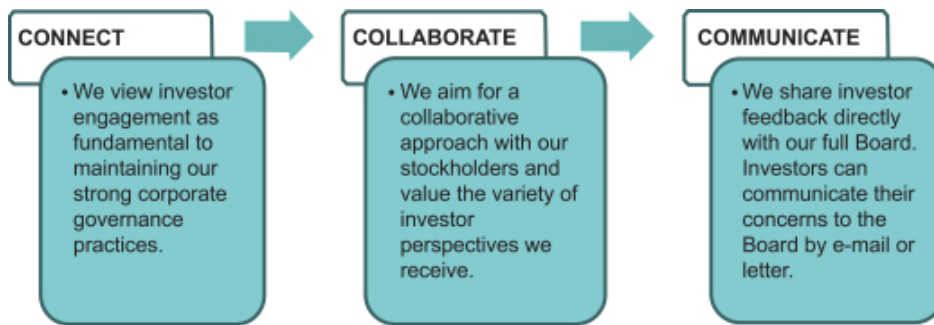 CONNECT
• We view investor
engagement as
fundamental to
maintaining our
strong corporate
governance
practices.
COLLABORATE
• We aim for a
collaborative
approach with our
stockholders and
value the variety of
investor
perspectives we
receive.
COMMUNICATE
• We share investor
feedback directly
with our full Board.
Investors can
communicate their
concerns to the
Board by e-mail or
letter.